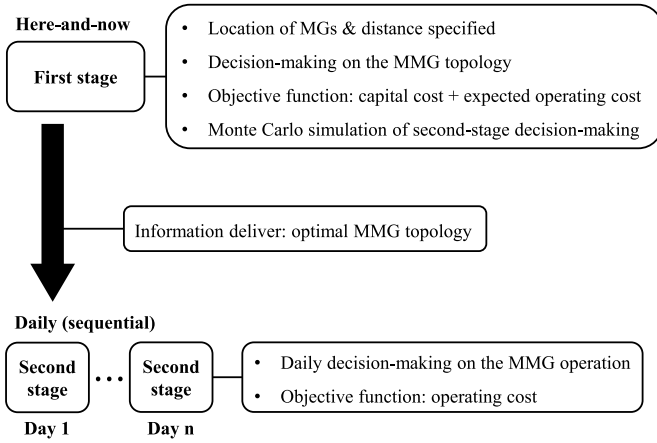 Here-and-now
First stage
• Location of MGs & distance specified
• Decision-making on the MMG topology
• Objective function: capital cost + expected operating cost
• Monte Carlo simulation of second-stage decision-making
Information deliver: optimal MMG topology
Daily (sequential)
Second
stage
...
Second
stage
Day 1
Day n
• Daily decision-making on the MMG operation
• Objective function: operating cost